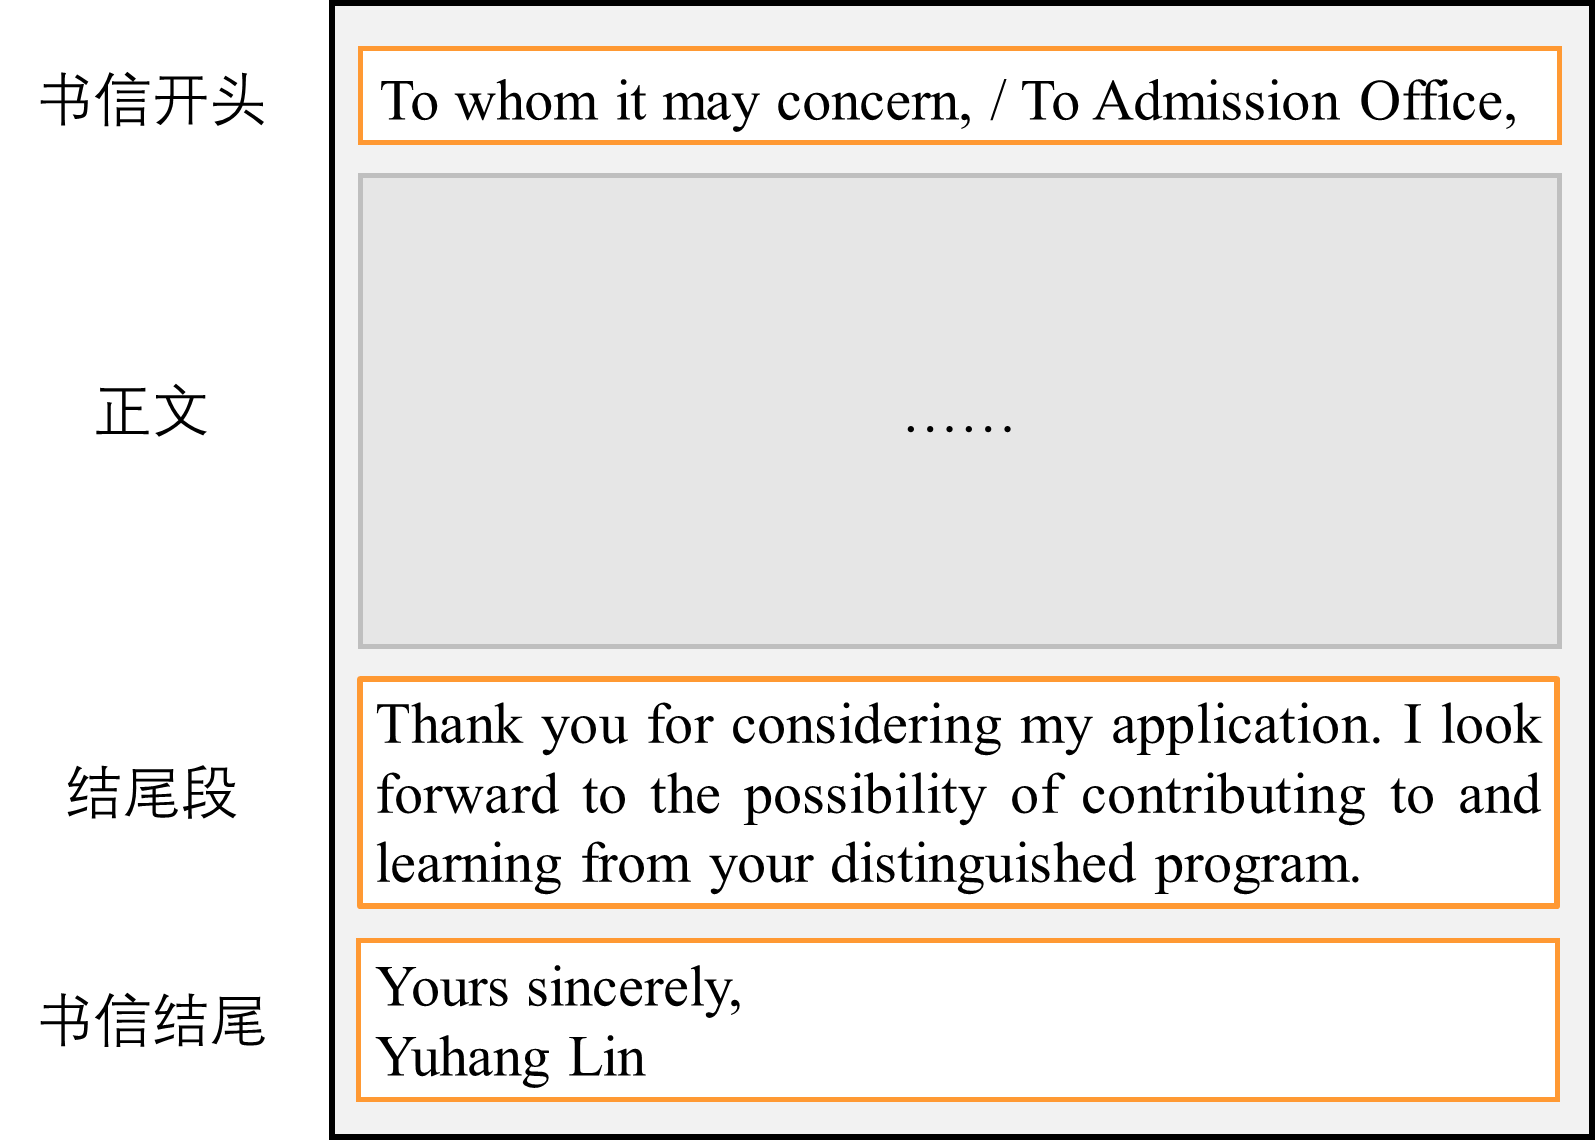 书信开头
To whom it may concern, / To Admission Office,
正文
……
结尾段
Thank you for considering my application. I look
forward to the possibility of contributing to and
learning from your distinguished program.
书信结尾
Yours sincerely,
Yuhang Lin